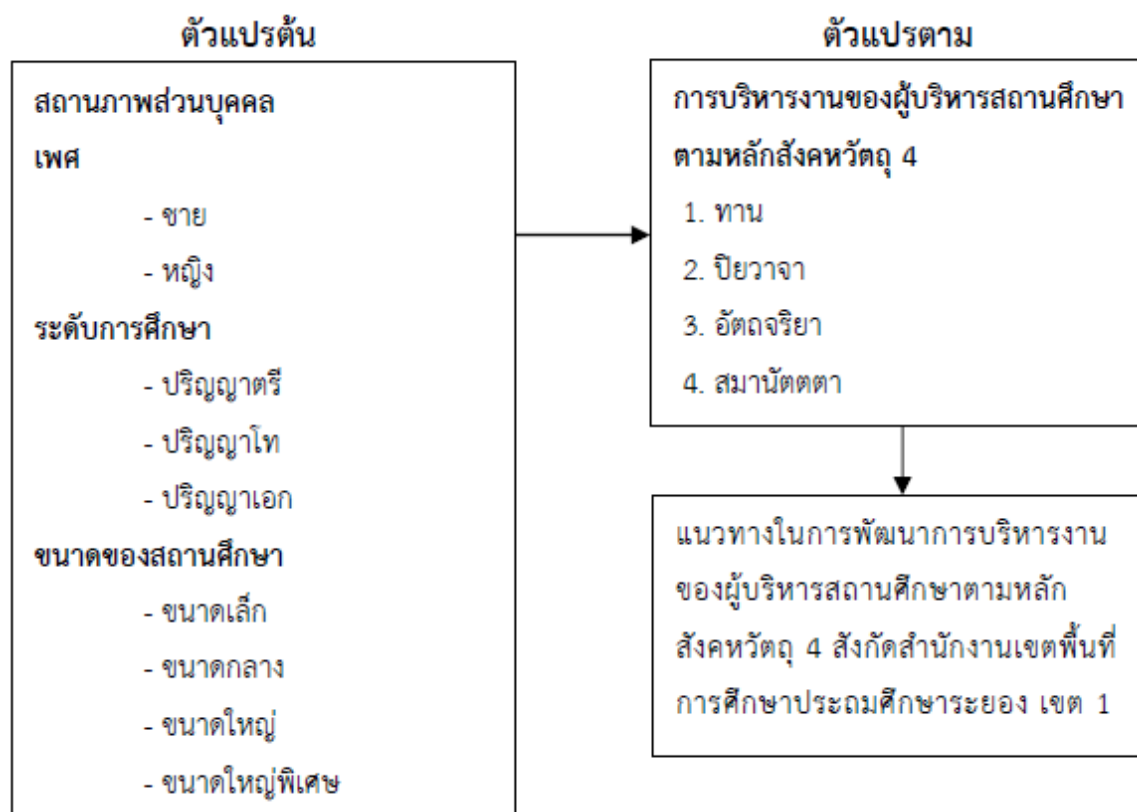 ตัวแปรต้น
สถานภาพส่วนบุคคล
เพศ
- ชาย
- หญิง
ระดับการศึกษา
- ปริญญาตรี
- ปริญญาโท
- ปริญญาเอก
ขนาดของสถานศึกษา
- ขนาดเล็ก
- ขนาดกลาง
- ขนาดใหญ่
- ขนาดใหญ่พิเศษ
ตัวแปรตาม
การบริหารงานของผู้บริหารสถานศึกษา
ตามหลักสังคหวัตถุ 4
1. ทาน
2. ปิยวาจา
3. อัตถจริยา
4. สมานัตตตา
แนวทางในการพัฒนาการบริหารงาน
ของผู้บริหารสถานศึกษาตามหลัก
สังคหวัตถุ 4 สังกัดสำนักงานเขตพื้นที่
การศึกษาประถมศึกษาระยอง เขต 1